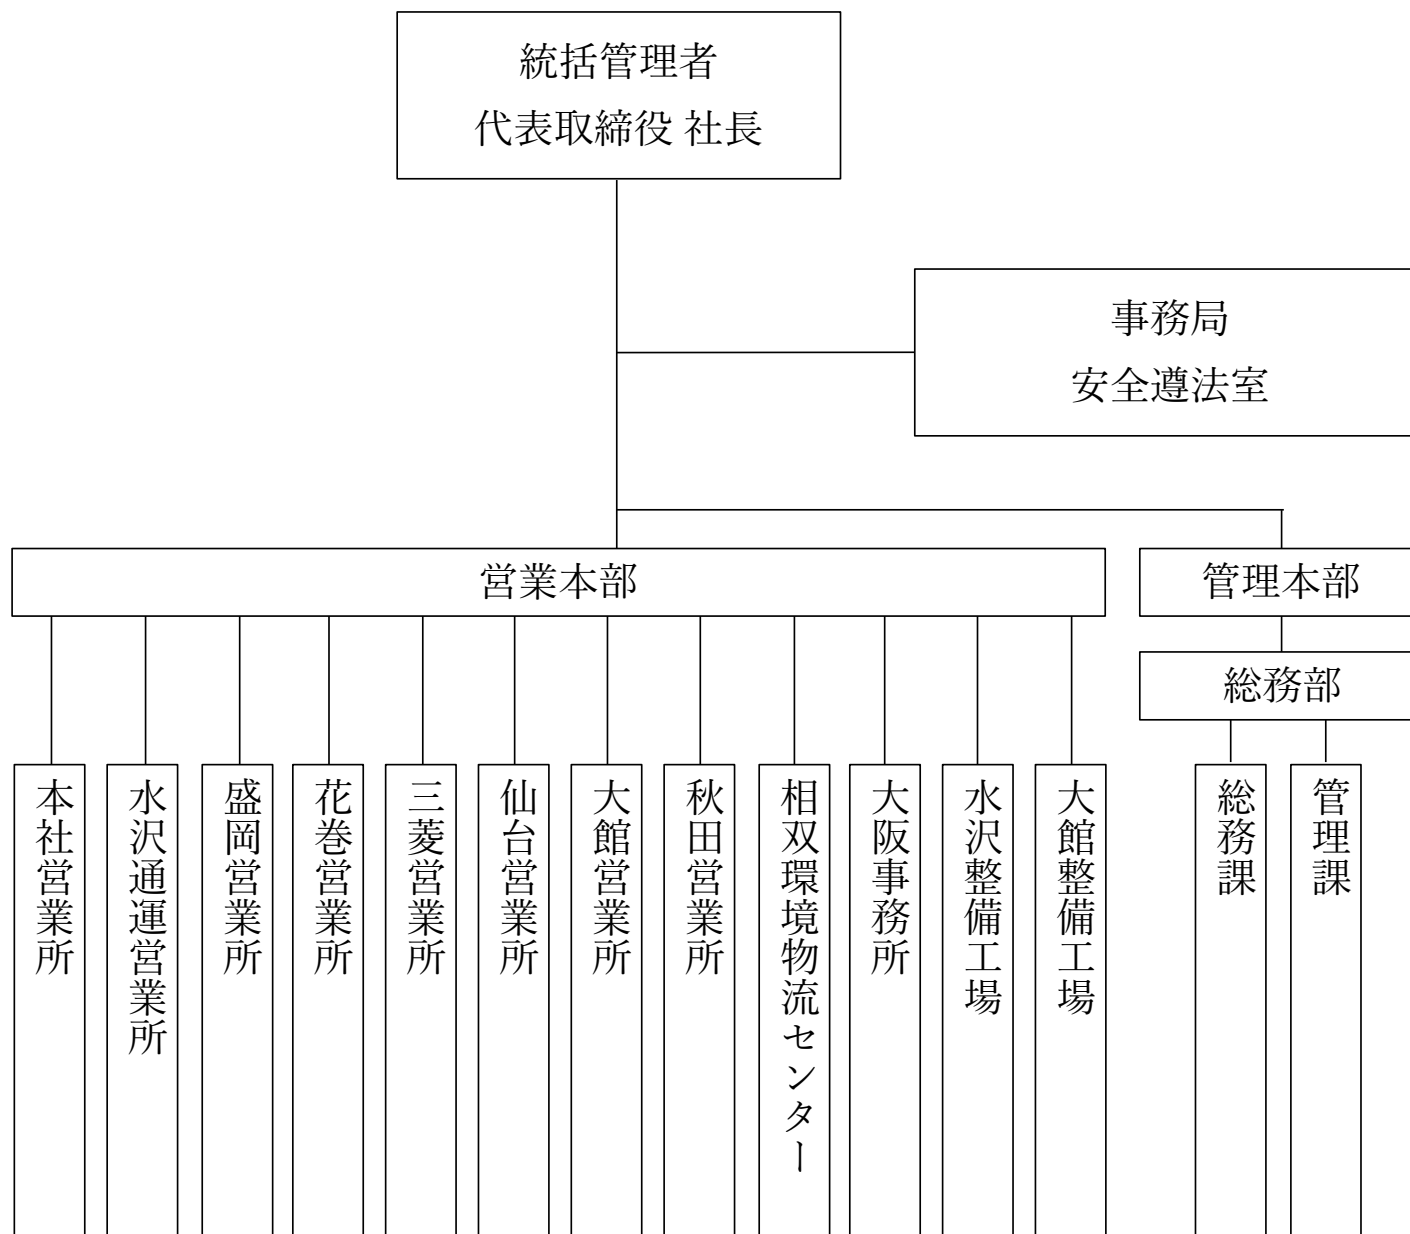 統括管理者
代表取締役 社長
事務局
安全遵法室
営業本部
管理本部
総務部
本社営業所
水沢通運営業所
盛岡営業所
花巻営業所
三菱営業所
仙台営業所
大館営業所
秋田営業所
相双環境物流センター
大阪事務所
水沢整備工場
大館整備工場
総務課
管理課